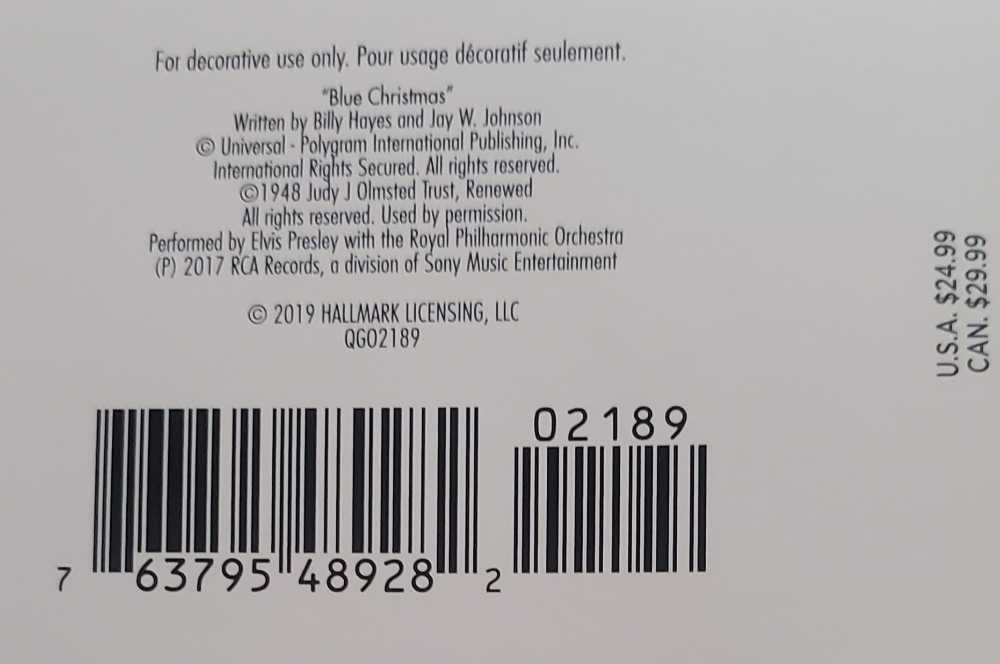 For decorative use only. Pour usage décoratif seulement.
"Blue Christmas"
Written by Billy Hayes and Jay W. Johnson
© Universal - Polygram International Publishing, Inc.
International Rights Secured. All rights reserved.
©1948 Judy J Olmsted Trust, Renewed
All rights reserved. Used by permission.
Performed by Elvis Presley with the Royal Philharmonic Orchestra
(P) 2017 RCA Records, a division of Sony Music Entertainment
© 2019 HALLMARK LICENSING, LLC
QGO2189
U.S.A. $24.99
CAN. $29.99
02189
7 63795 48928 2